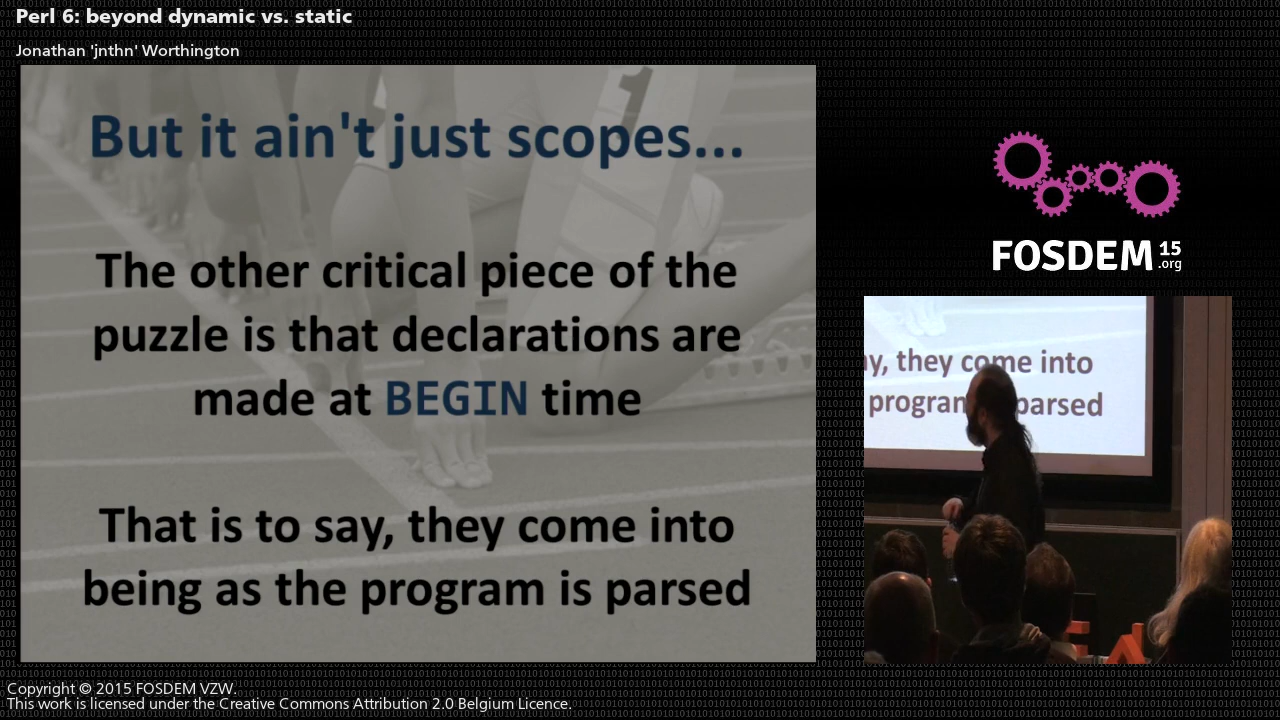 Perl 6: beyond dynamic vs. static
Jonathan 'jnthn' Worthington
But it ain't just scopes...
The other critical piece of the
puzzle is that declarations are
made at BEGIN time
That is to say, they come into
being as the program is parsed
FOSDEM 15
.org
y, they come into
program parsed
Copyright © 2015 FOSDEM VZW.
This work is licensed under the Creative Commons Attribution 2.0 Belgium Licence.